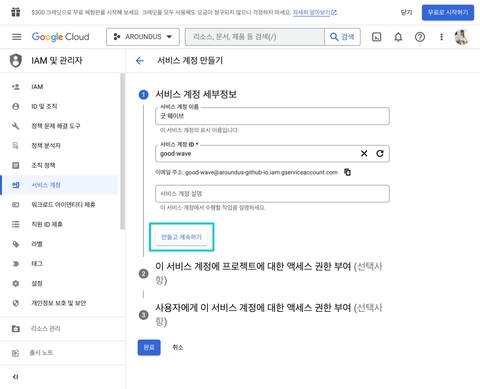 $300 크레딧으로 무료 체험판을 시작해 보세요. 크레딧을 모두 사용해도 요금이 청구되지 않으니 걱정하지 마세요. 자세히 알아보기
닫기
무료로 시작하기
Google Cloud
AROUNDUS
리소스, 문서, 제품 등 검색(/)
검색
IAM 및 관리자
서비스 계정 만들기
IAM
ID 및 조직
정책 문제 해결 도구
정책 분석자
조직 정책
서비스 계정
워크로드 아이덴티티 제휴
직원 ID 제휴
라벨
태그
설정
개인정보 보호 및 보안
리소스 관리
출시 노트
1 서비스 계정 세부정보
서비스 계정 이름
굿 웨이브
이 서비스 계정의 표시 이름입니다.
서비스 계정 ID *
good-wave
이메일 주소: good-wave@aroundus-github-io.iam.gserviceaccount.com
서비스 계정 설명
이 서비스 계정에서 수행할 작업을 설명하세요.
만들고 계속하기
2 이 서비스 계정에 프로젝트에 대한 액세스 권한 부여 (선택사
항)
3 사용자에게 이 서비스 계정에 대한 액세스 권한 부여 (선택사
항)
완료
취소